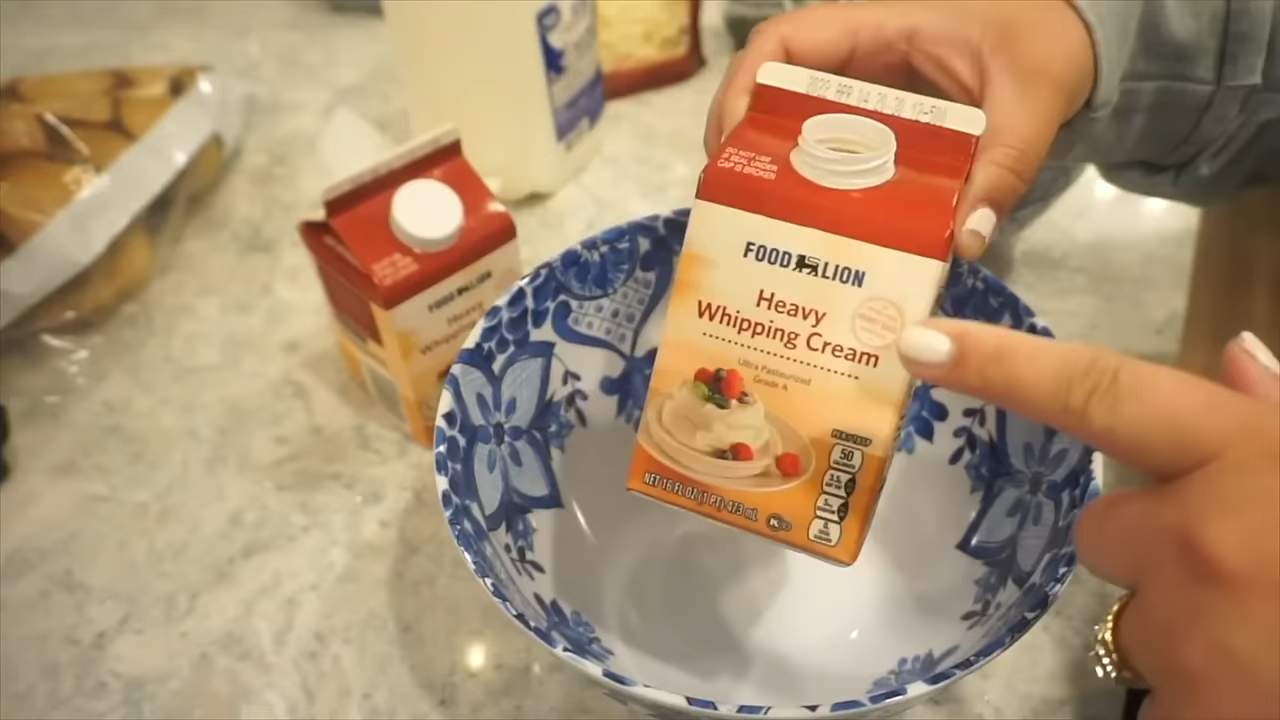 2022 APR 04 20:30
DO NOT USE
IF SEAL UNDER
CAP IS BROKEN
FOOD LION
Heavy
Whipping Cream
Ultra Pasteurized
Grade A
PER 1 TBSP
50
CALORIES
NET 16 FL OZ (1 PT) 473 mL
FOOD LION
Heavy
Whipping